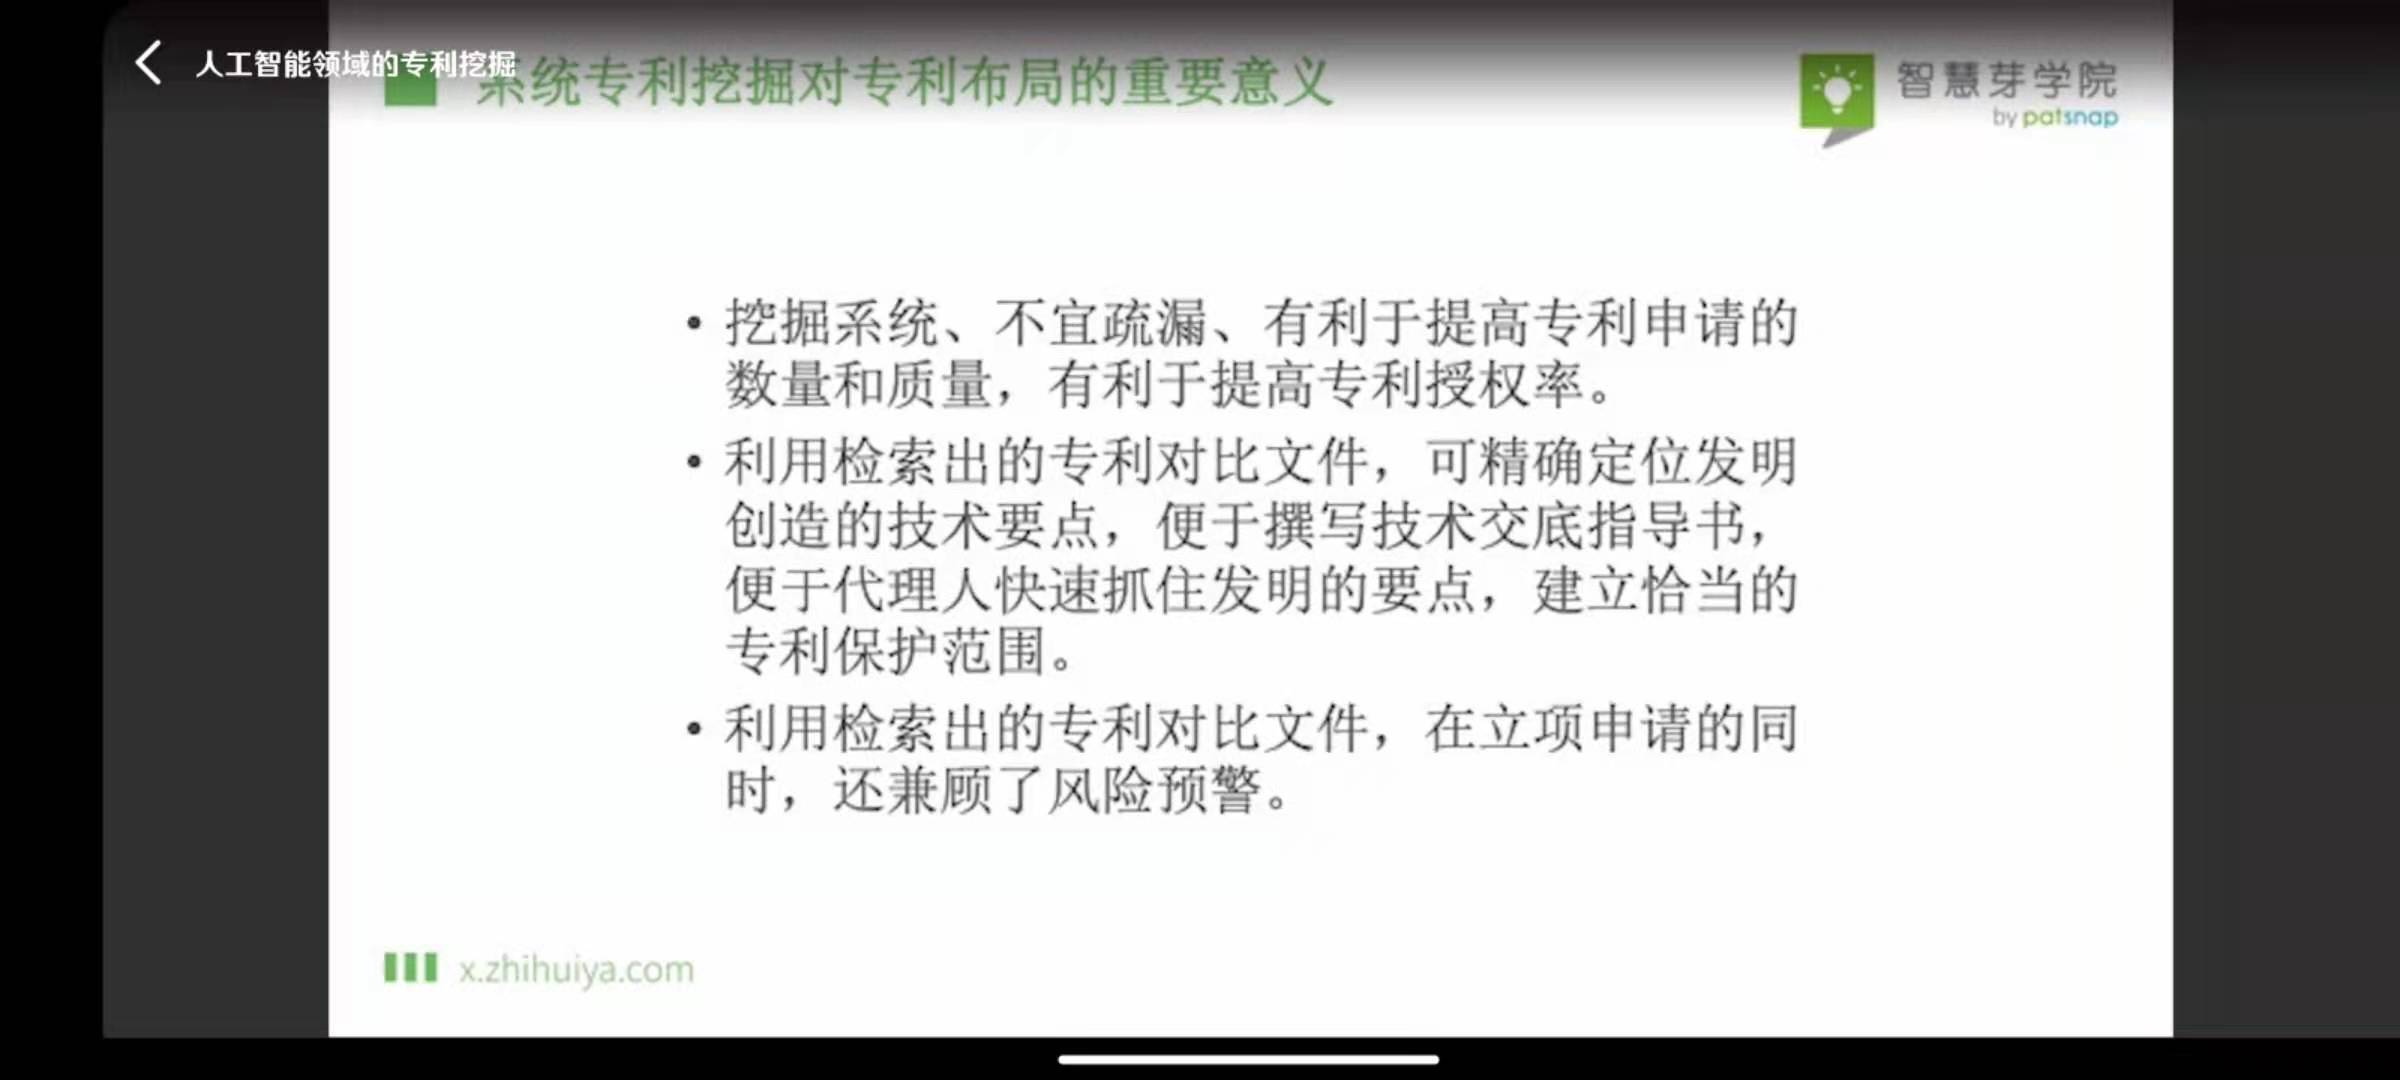 人工智能领域的专利挖掘
系统专利挖掘对专利布局的重要意义
智慧芽学院
by patsnap
• 挖掘系统、不宜疏漏、有利于提高专利申请的
数量和质量，有利于提高专利授权率。
• 利用检索出的专利对比文件，可精确定位发明
创造的技术要点，便于撰写技术交底指导书，
便于代理人快速抓住发明的要点，建立恰当的
专利保护范围。
• 利用检索出的专利对比文件，在立项申请的同
时，还兼顾了风险预警。
x.zhihuiya.com